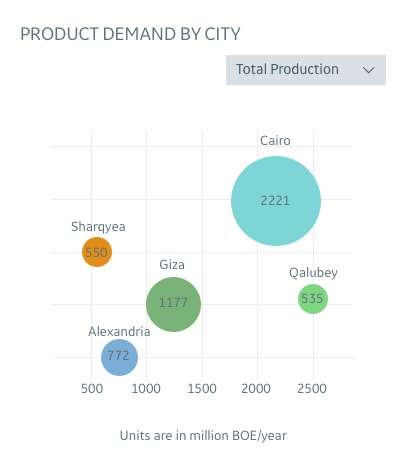 PRODUCT DEMAND BY CITY
Total Production
Cairo
2221
Sharqyea
550
Giza
1177
Qalubey
535
Alexandria
772
500 1000 1500 2000 2500
Units are in million BOE/year